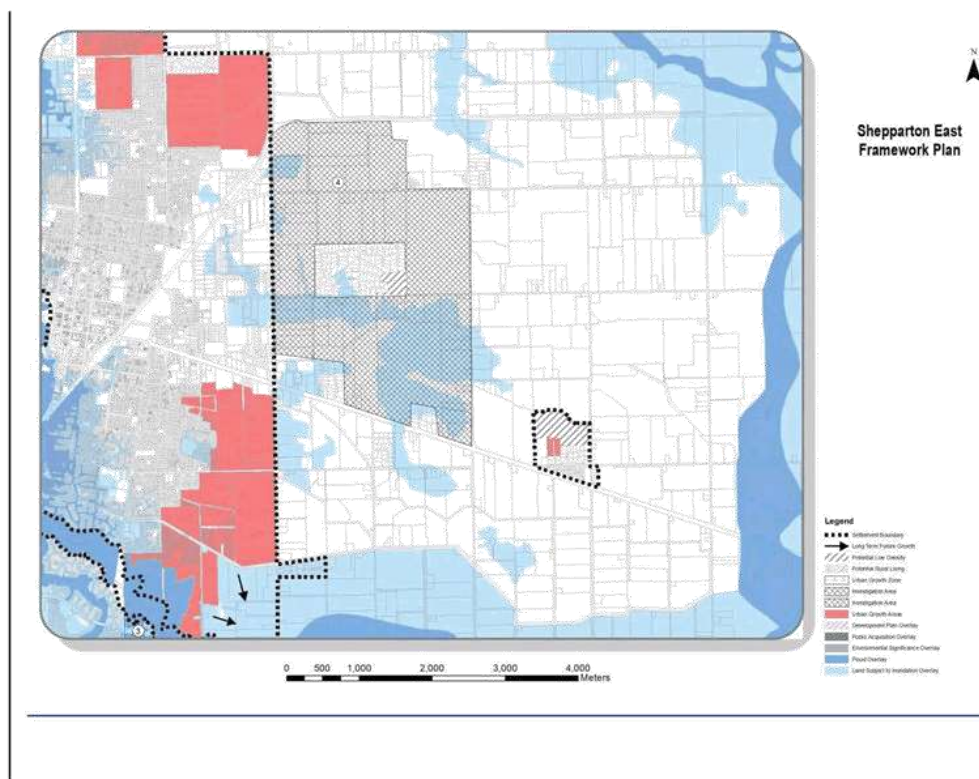 N
Shepparton East
Framework Plan
4
3
Legend
Settlement Boundary
Long Term Future Growth
Potential Low Density
Potential Rural Living
Urban Growth Zone
Investigation Area
Investigation Area
Urban Growth Areas
Development Plan Overlay
Public Acquisition Overlay
Environmental Significance Overlay
Flood Overlay
Land Subject to Inundation Overlay
0 500 1,000 2,000 3,000 4,000
Meters